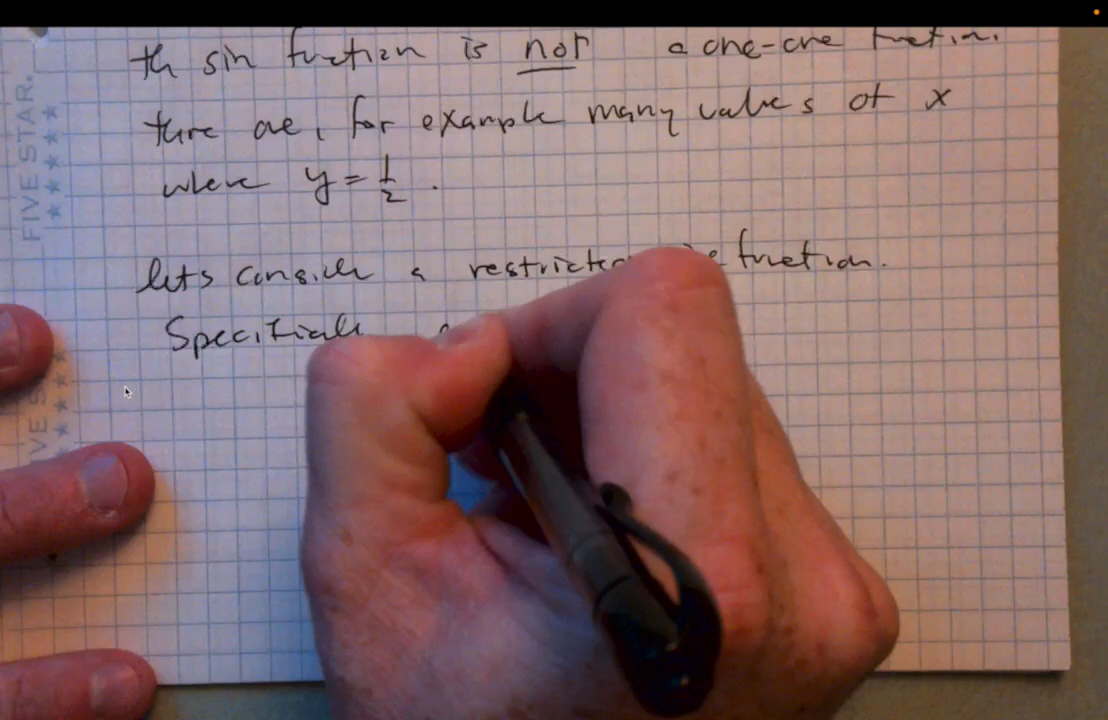 the sin function is not a one-one function.
there are, for example many values of x
where y = 1/2 .
lets consider a restricted function.
Specifically
FIVE STAR.